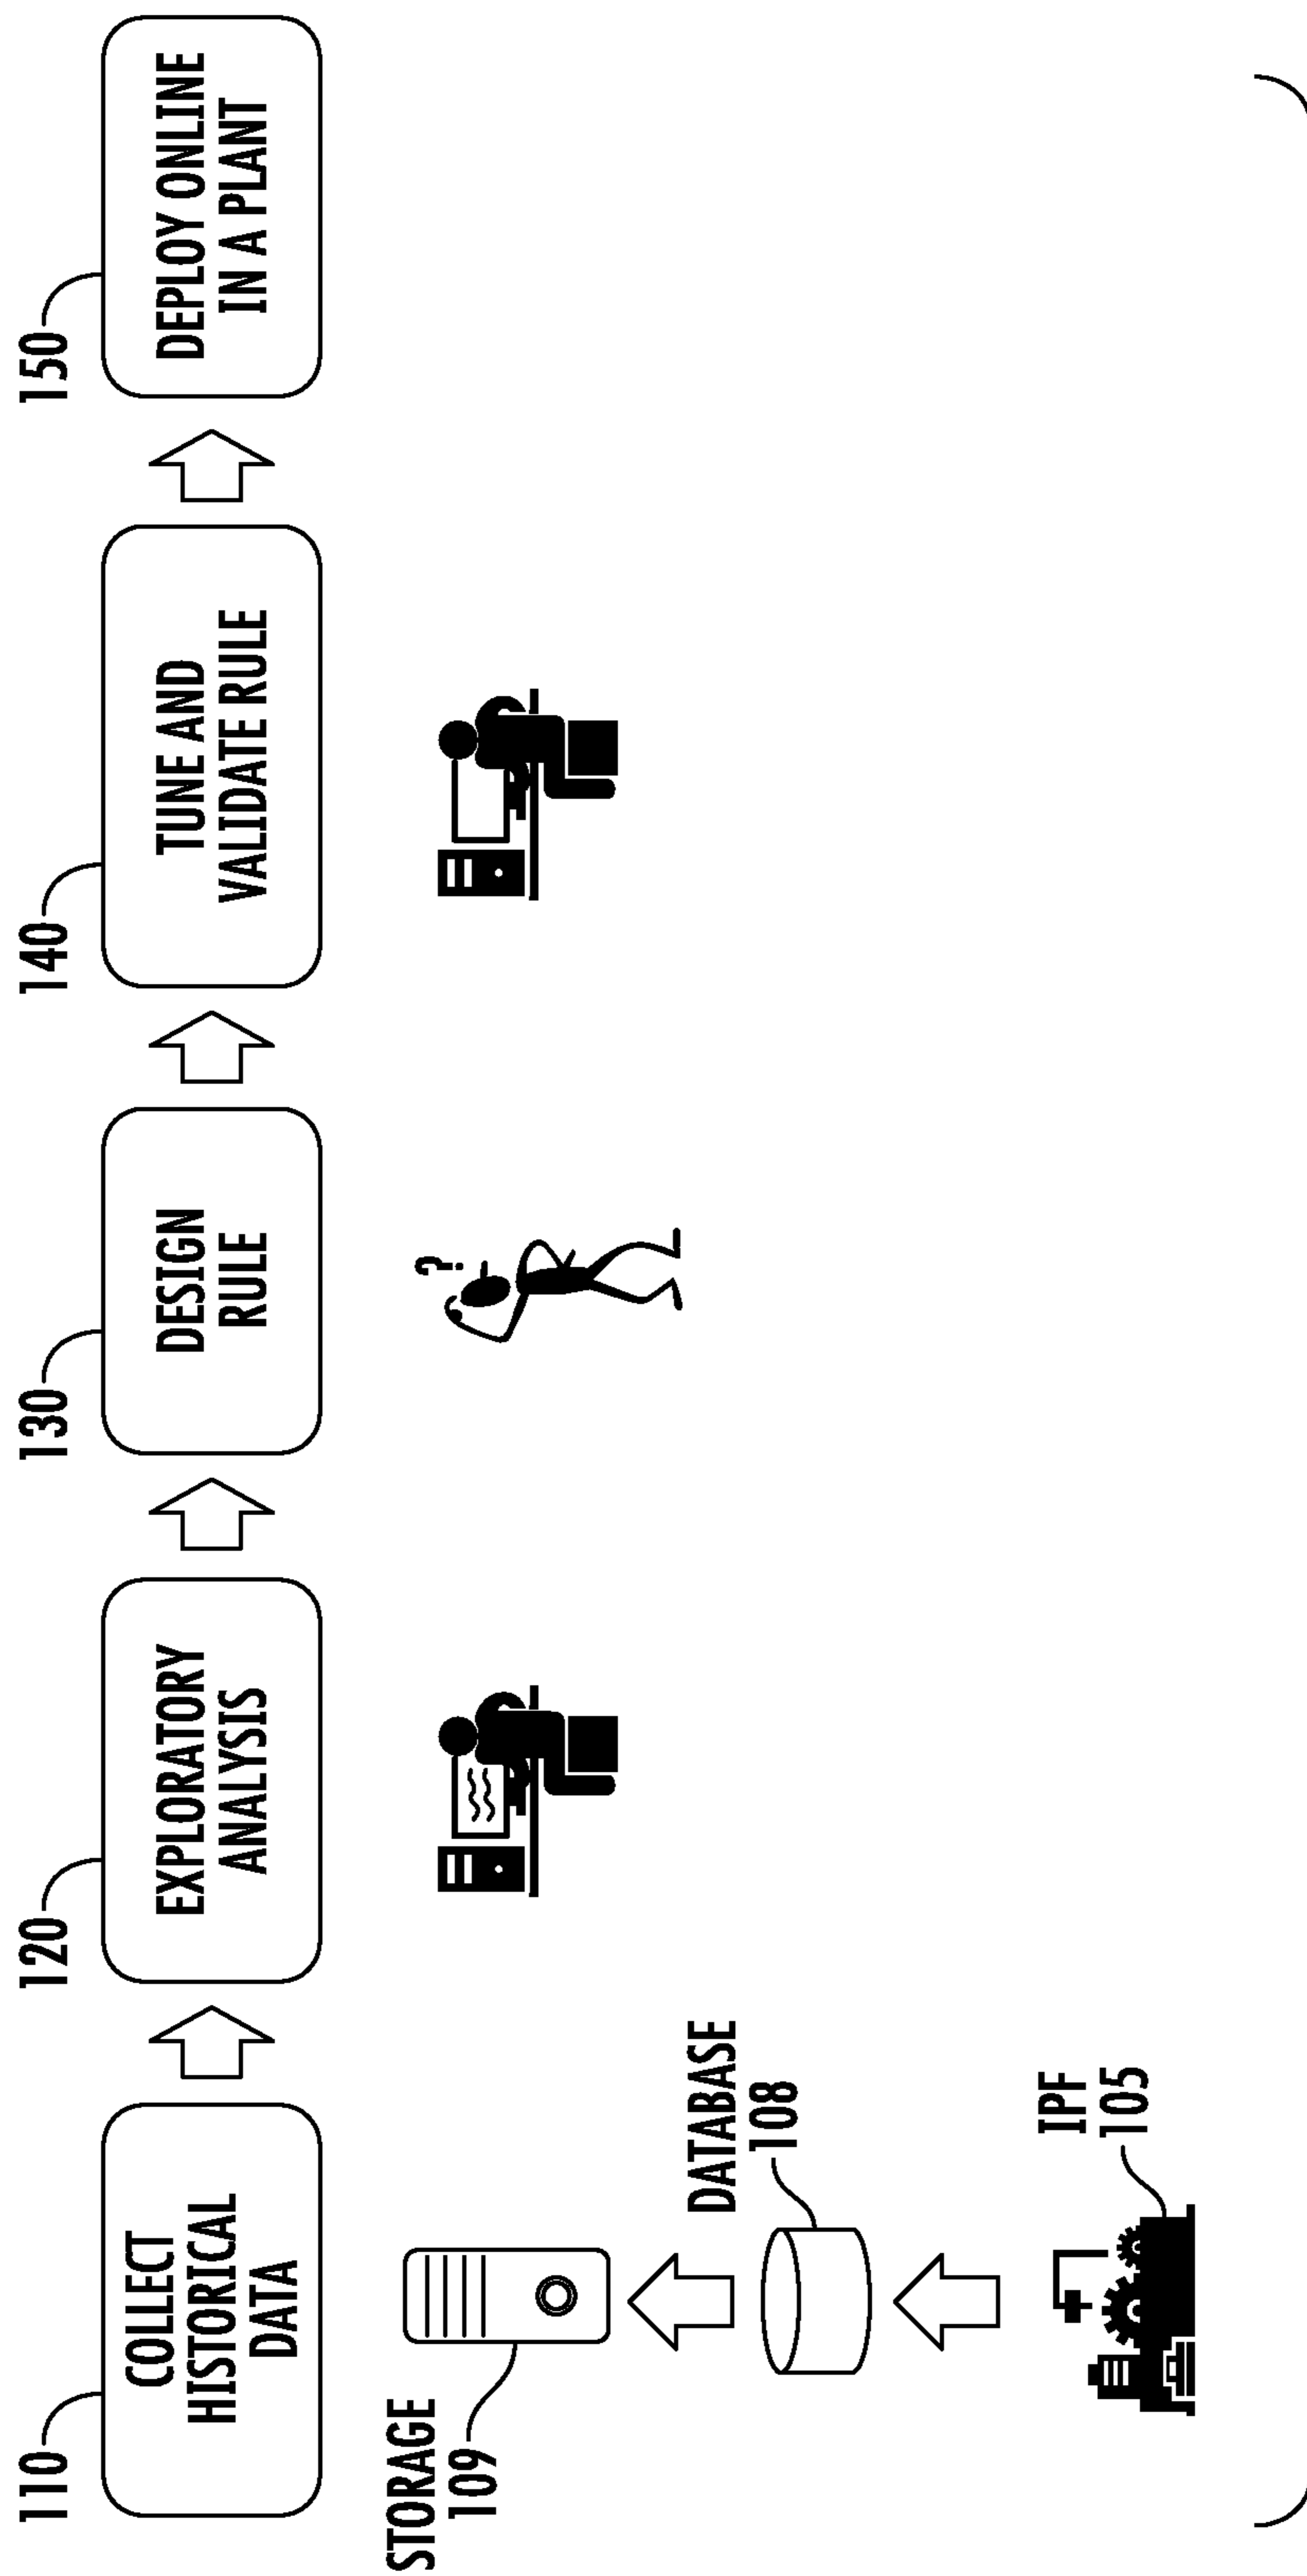 110
COLLECT
HISTORICAL
DATA
120
EXPLORATORY
ANALYSIS
130
DESIGN
RULE
140
TUNE AND
VALIDATE RULE
150
DEPLOY ONLINE
IN A PLANT
STORAGE
109
?
DATABASE
108
IPF
105